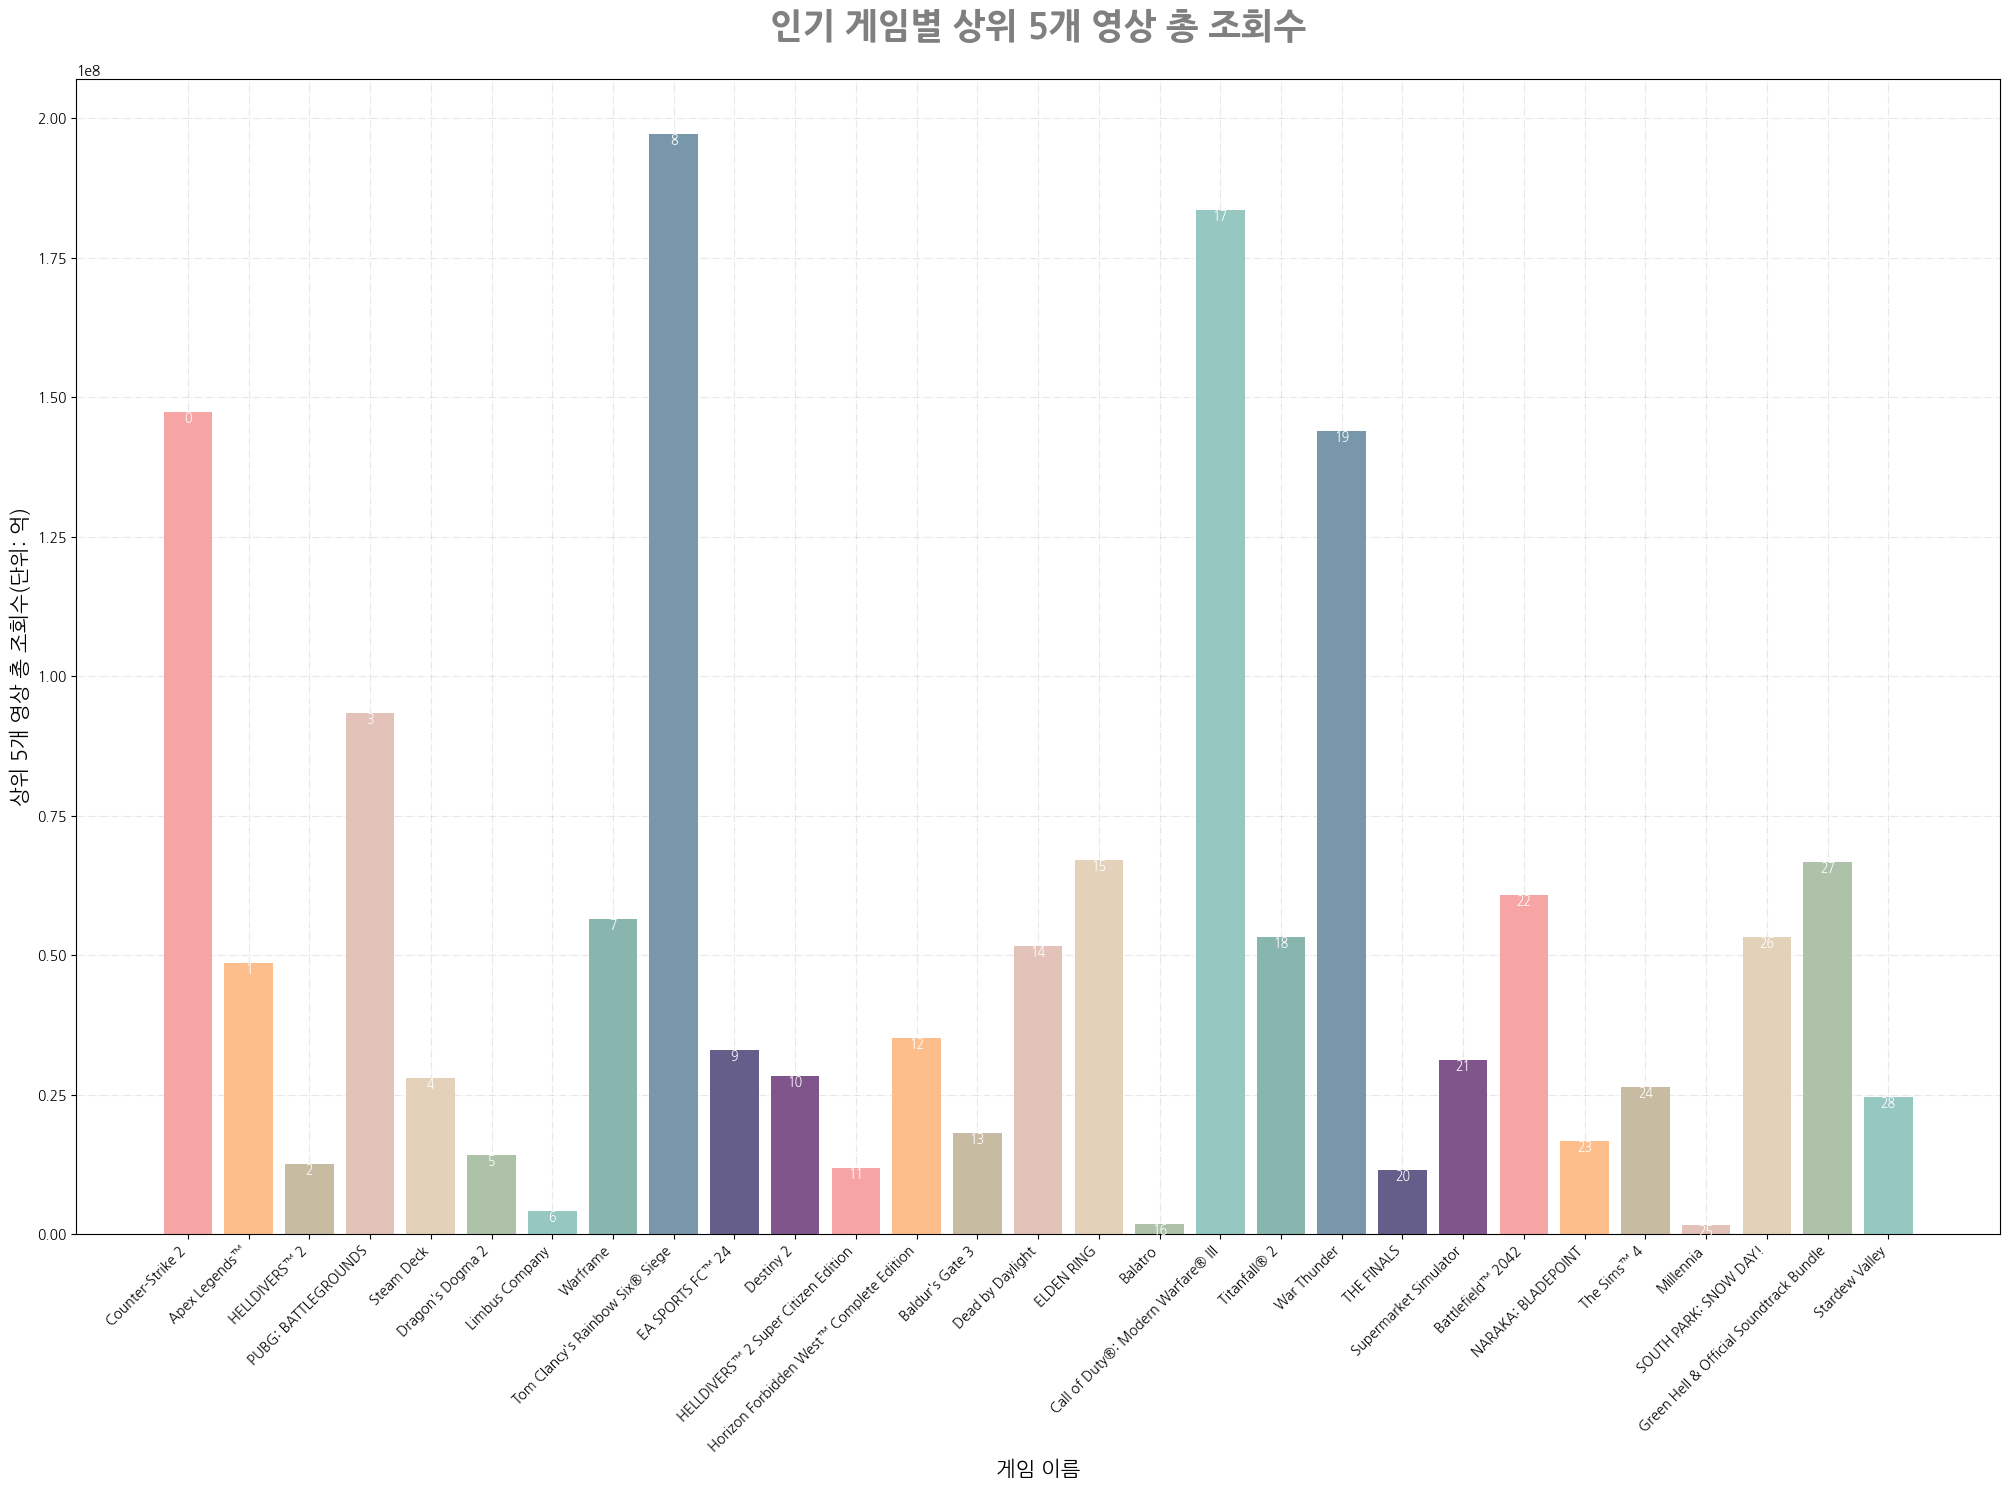 인기 게임별 상위 5개 영상 총 조회수
1e8
2.00
1.75
1.50
1.25
1.00
0.75
0.50
0.25
0.00
상위 5개 영상 총 조회수(단위: 억)
0
1
2
3
4
5
6
7
8
9
10
11
12
13
14
15
16
17
18
19
20
21
22
23
24
25
26
27
28
Counter-Strike 2
Apex Legends™
HELLDIVERS™ 2
PUBG: BATTLEGROUNDS
Steam Deck
Dragon's Dogma 2
Limbus Company
Warframe
Tom Clancy's Rainbow Six® Siege
EA SPORTS FC™ 24
Destiny 2
HELLDIVERS™ 2 Super Citizen Edition
Horizon Forbidden West™ Complete Edition
Baldur's Gate 3
Dead by Daylight
ELDEN RING
Balatro
Call of Duty®: Modern Warfare® III
Titanfall® 2
War Thunder
THE FINALS
Supermarket Simulator
Battlefield™ 2042
NARAKA: BLADEPOINT
The Sims™ 4
Millennia
SOUTH PARK: SNOW DAY!
Green Hell & Official Soundtrack Bundle
Stardew Valley
게임 이름